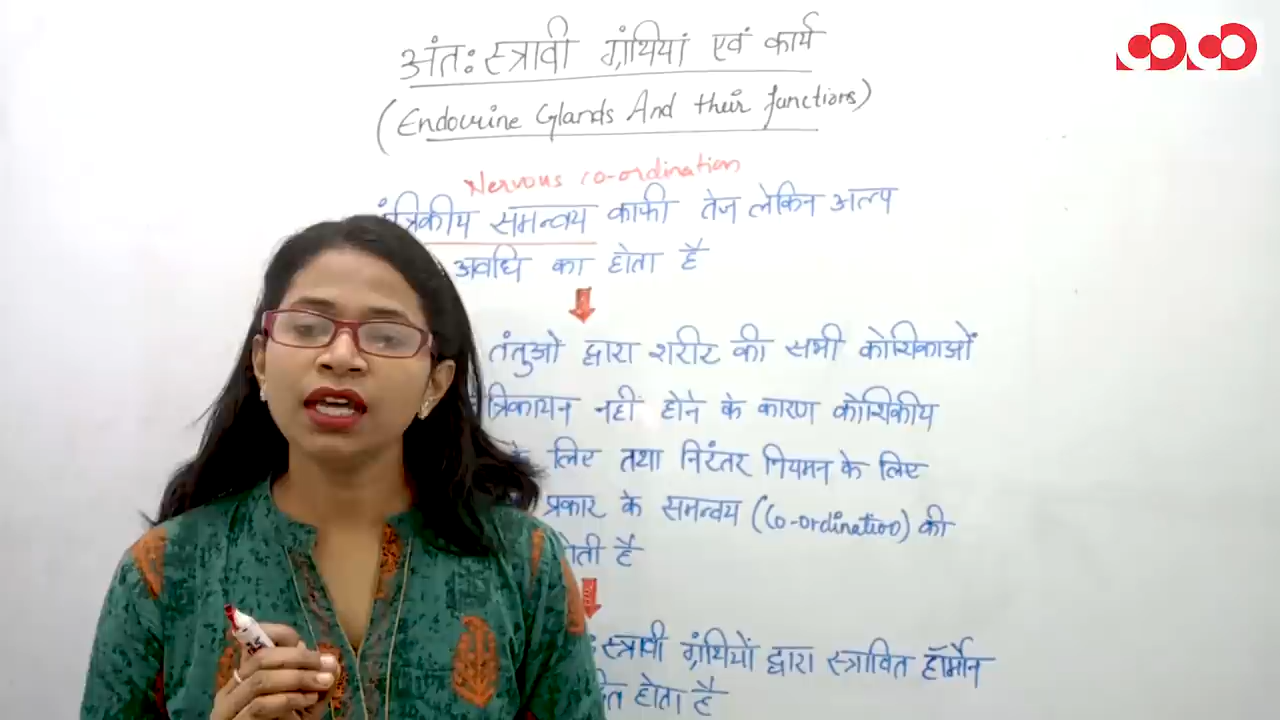 अंतः स्त्रावी ग्रंथियां एवं कार्य
(Endocrine Glands And their functions)
Nervous co-ordination
समन्वय काफी तेज लेकिन अल्प
अवधि का होता है
तंतुओ द्वारा शरीर की सभी कोशिकाओं
नहीं होने के कारण कोशिकीय
के लिए तथा निरंतर नियमन के लिए
प्रकार के समन्वय (Co-ordination) की
है
स्त्रावी ग्रंथियों द्वारा स्त्रावित हॉर्मोन
होता है